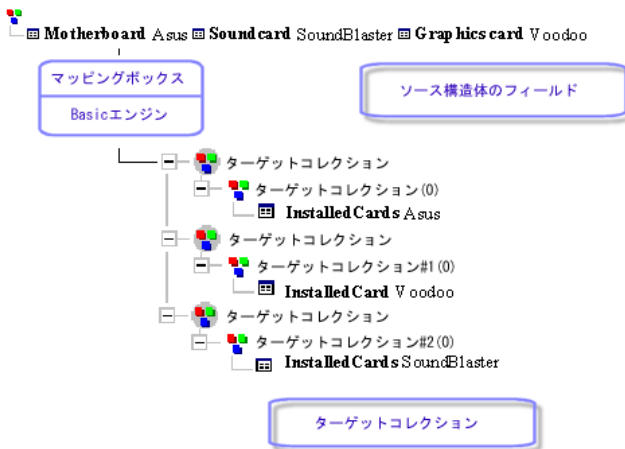 Motherboard Asus Soundcard SoundBlaster Graphics card Voodoo
マッピングボックス
Basicエンジン
ソース構造体のフィールド
ターゲットコレクション
ターゲットコレクション(0)
InstalledCards Asus
ターゲットコレクション
ターゲットコレクション#1(0)
InstalledCard Voodoo
ターゲットコレクション
ターゲットコレクション#2(0)
InstalledCards SoundBlaster
ターゲットコレクション